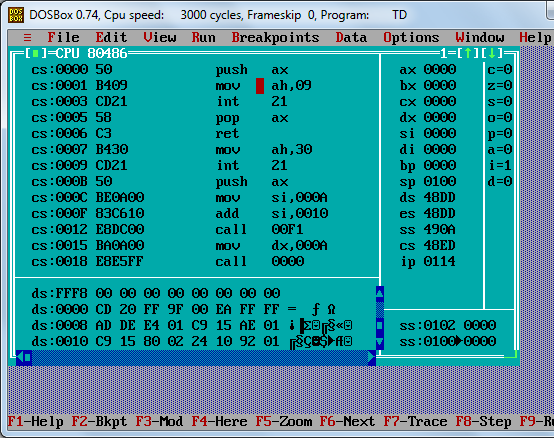 DOSBox 0.74, Cpu speed: 3000 cycles, Frameskip 0, Program: TD
≡ File Edit View Run Breakpoints Data Options Window Help
[■]=CPU 80486 1=[↑][↓]
cs:0000 50 push ax ax 0000 c=0
cs:0001 B409 mov ah,09 bx 0000 z=0
cs:0003 CD21 int 21 cx 0000 s=0
cs:0005 58 pop ax dx 0000 o=0
cs:0006 C3 ret si 0000 p=0
cs:0007 B430 mov ah,30 di 0000 a=0
cs:0009 CD21 int 21 bp 0000 i=1
cs:000B 50 push ax sp 0100 d=0
cs:000C BE0A00 mov si,000A ds 48DD
cs:000F 83C610 add si,0010 es 48DD
cs:0012 E8DC00 call 00F1 ss 490A
cs:0015 BA0A00 mov dx,000A cs 48ED
cs:0018 E8E5FF call 0000 ip 0114
ds:FFF8 00 00 00 00 00 00 00 00
ds:0000 CD 20 FF 9F 00 EA FF FF = ƒ Ω
ds:0008 AD DE E4 01 C9 15 AE 01 ss:0102 0000
ds:0010 C9 15 80 02 24 10 92 01 ss:0100►0000
F1-Help F2-Bkpt F3-Mod F4-Here F5-Zoom F6-Next F7-Trace F8-Step F9-R